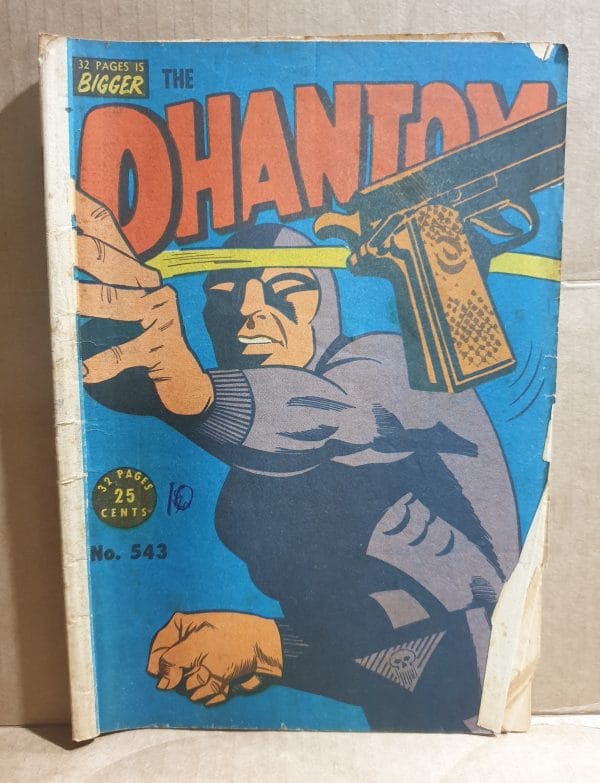 32 PAGES IS
BIGGER
THE
PHANTOM
32 PAGES
25
CENTS
10
No. 543